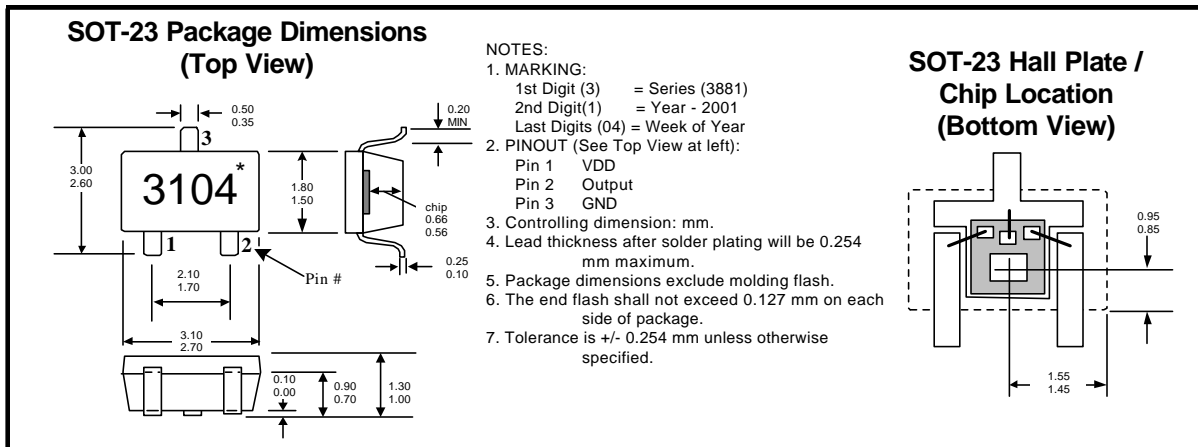 SOT-23 Package Dimensions
(Top View)
0.50
0.35
3
3.00
2.60
3104*
1
2
1.80
1.50
2.10
1.70
Pin #
3.10
2.70
0.20
MIN
chip
0.66
0.56
0.25
0.10
0.10
0.00
0.90
0.70
1.30
1.00
NOTES:
1. MARKING:
1st Digit (3) = Series (3881)
2nd Digit(1) = Year - 2001
Last Digits (04) = Week of Year
2. PINOUT (See Top View at left):
Pin 1 VDD
Pin 2 Output
Pin 3 GND
3. Controlling dimension: mm.
4. Lead thickness after solder plating will be 0.254
mm maximum.
5. Package dimensions exclude molding flash.
6. The end flash shall not exceed 0.127 mm on each
side of package.
7. Tolerance is +/- 0.254 mm unless otherwise
specified.
SOT-23 Hall Plate /
Chip Location
(Bottom View)
0.95
0.85
1.55
1.45